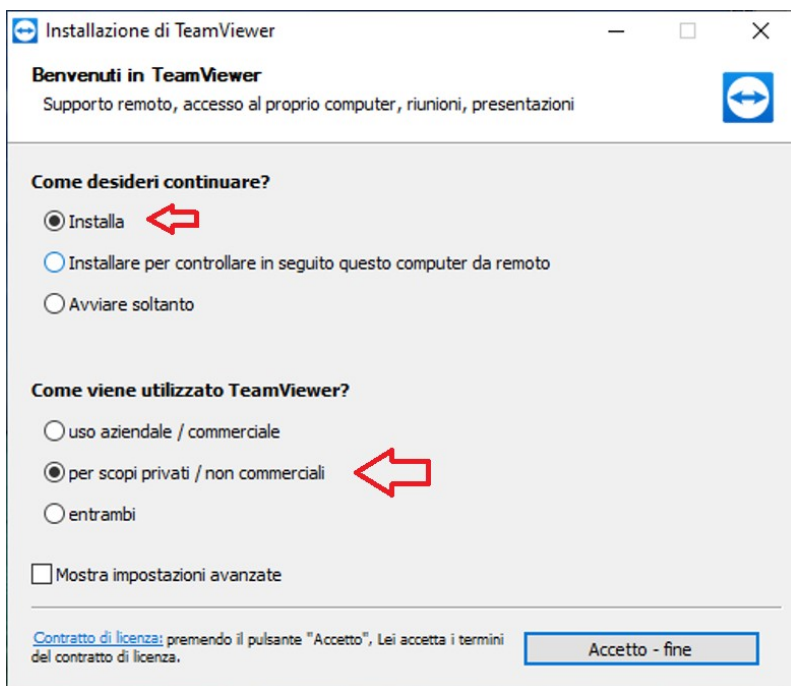 Installazione di TeamViewer
Benvenuti in TeamViewer
Supporto remoto, accesso al proprio computer, riunioni, presentazioni
Come desideri continuare?
Installa
Installare per controllare in seguito questo computer da remoto
Avviare soltanto
Come viene utilizzato TeamViewer?
uso aziendale / commerciale
per scopi privati / non commerciali
entrambi
Mostra impostazioni avanzate
Contratto di licenza: premendo il pulsante "Accetto", Lei accetta i termini
del contratto di licenza.
Accetto - fine